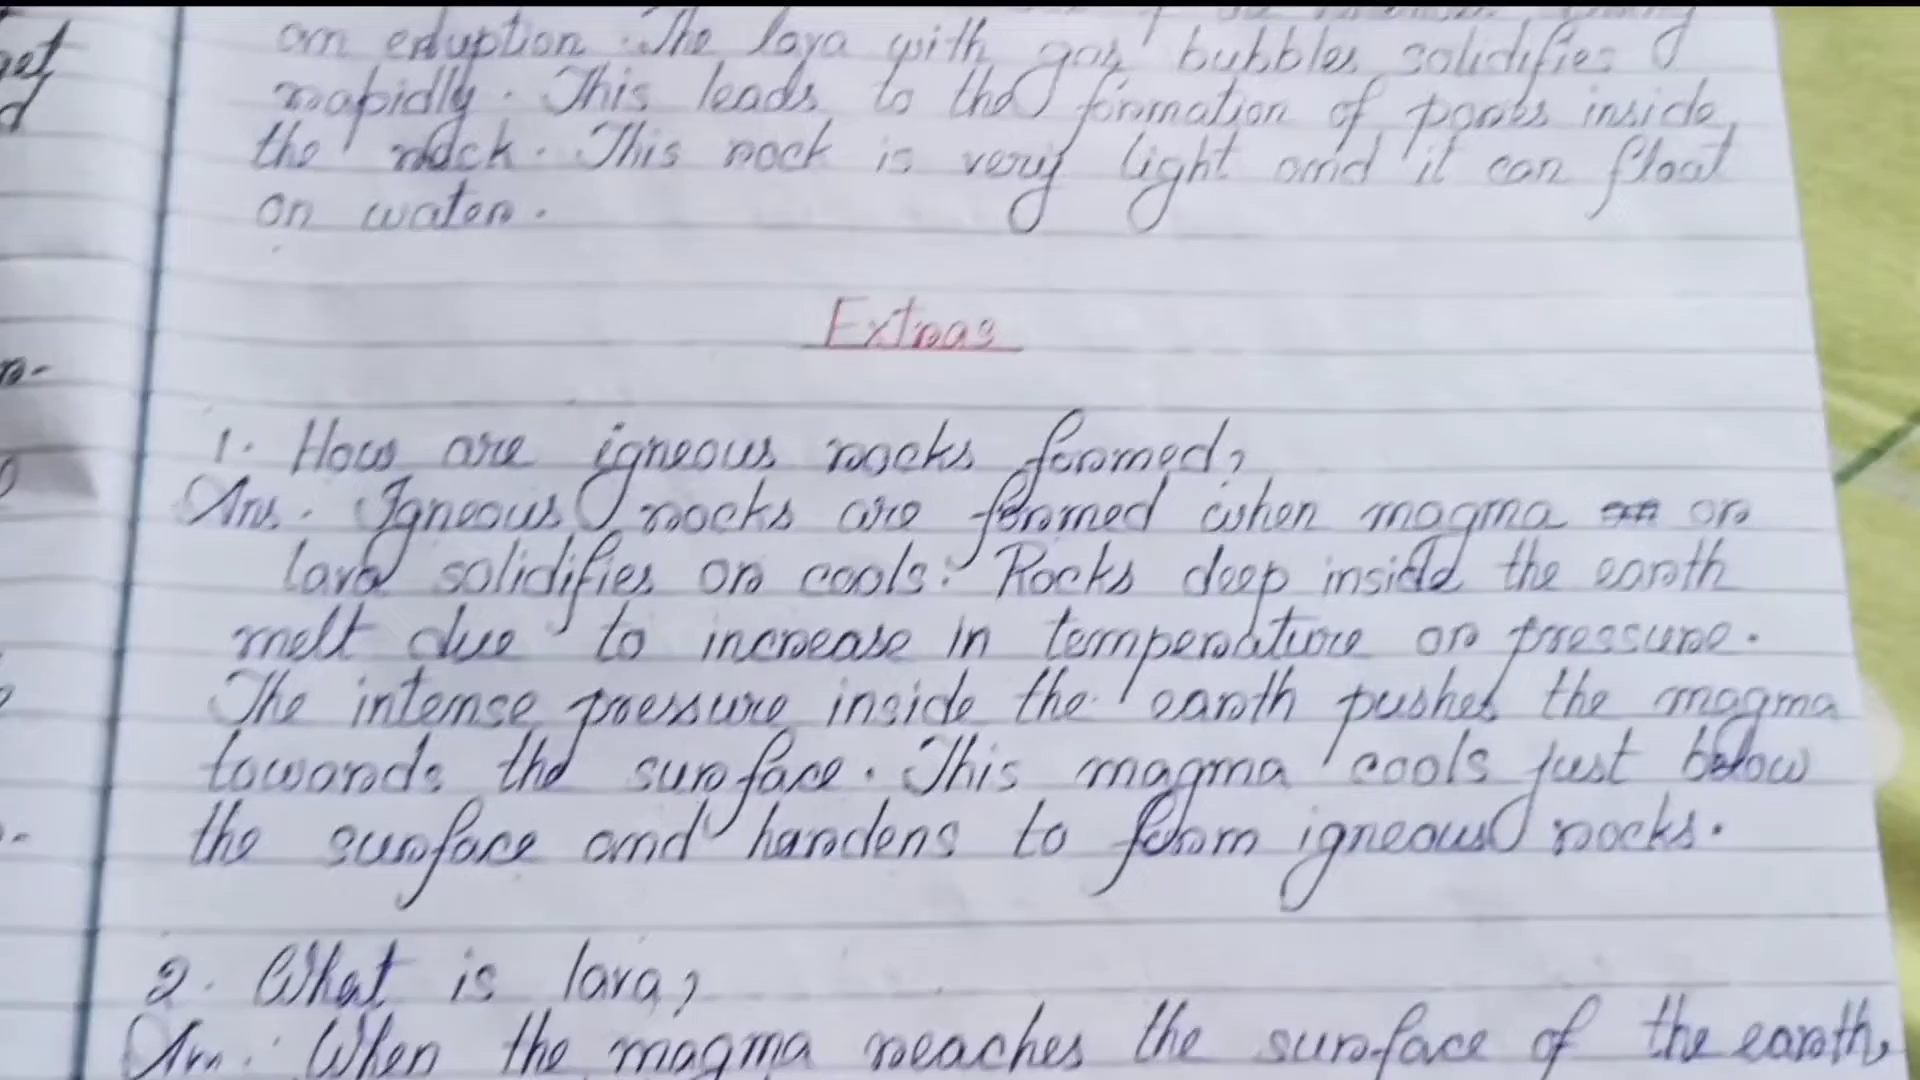 an eruption. The lava with gas bubbles solidifies
rapidly. This leads to the formation of pores inside
the rock. This rock is very light and it can float
on water.
Extras
1. How are igneous rocks formed?
Ans. Igneous rocks are formed when magma or
lava solidifies or cools. Rocks deep inside the earth
melt due to increase in temperature or pressure.
The intense pressure inside the earth pushes the magma
towards the surface. This magma cools just below
the surface and hardens to form igneous rocks.
2. What is lava?
Ans. When the magma reaches the surface of the earth,